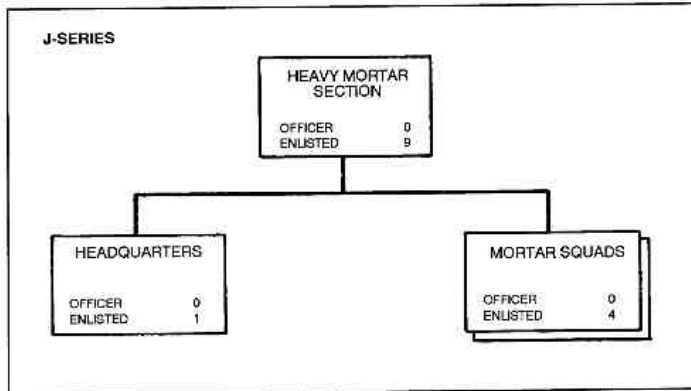 J-SERIES
HEAVY MORTAR
SECTION
OFFICER 0
ENLISTED 9
HEADQUARTERS
OFFICER 0
ENLISTED 1
MORTAR SQUADS
OFFICER 0
ENLISTED 4